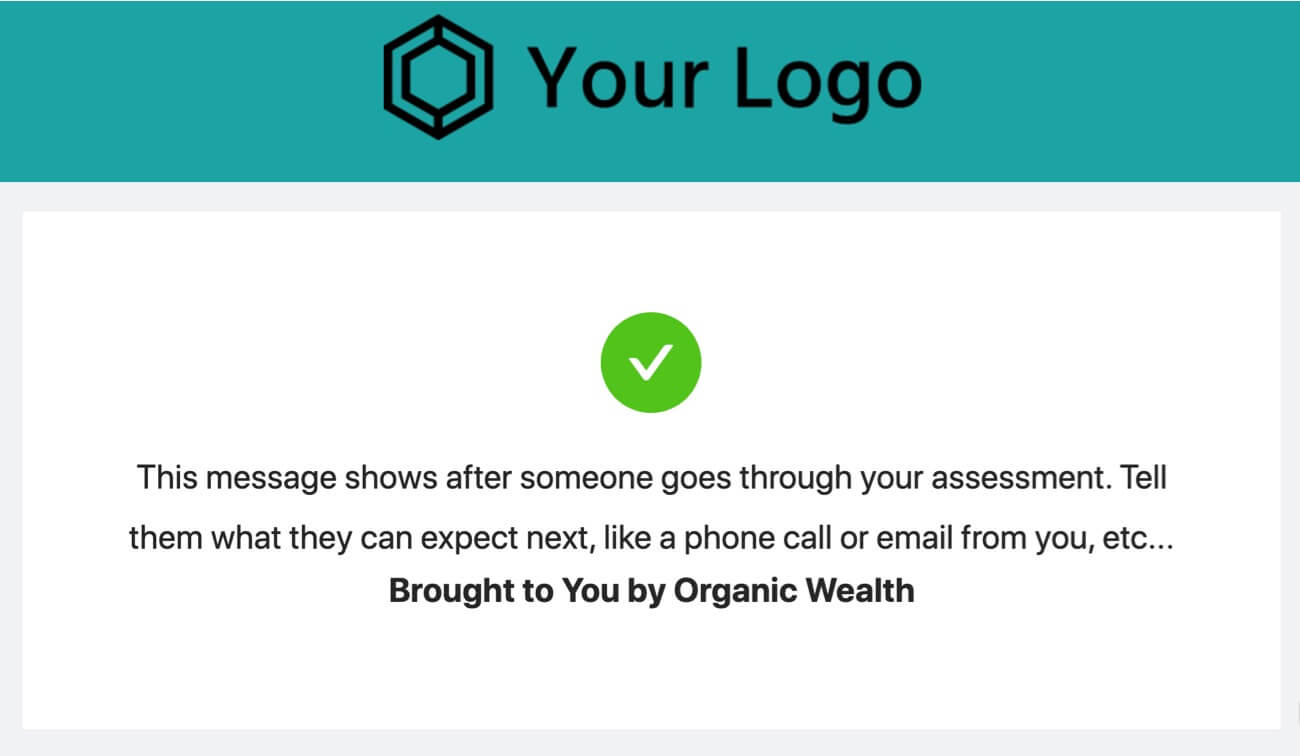 Your Logo
This message shows after someone goes through your assessment. Tell
them what they can expect next, like a phone call or email from you, etc...
Brought to You by Organic Wealth